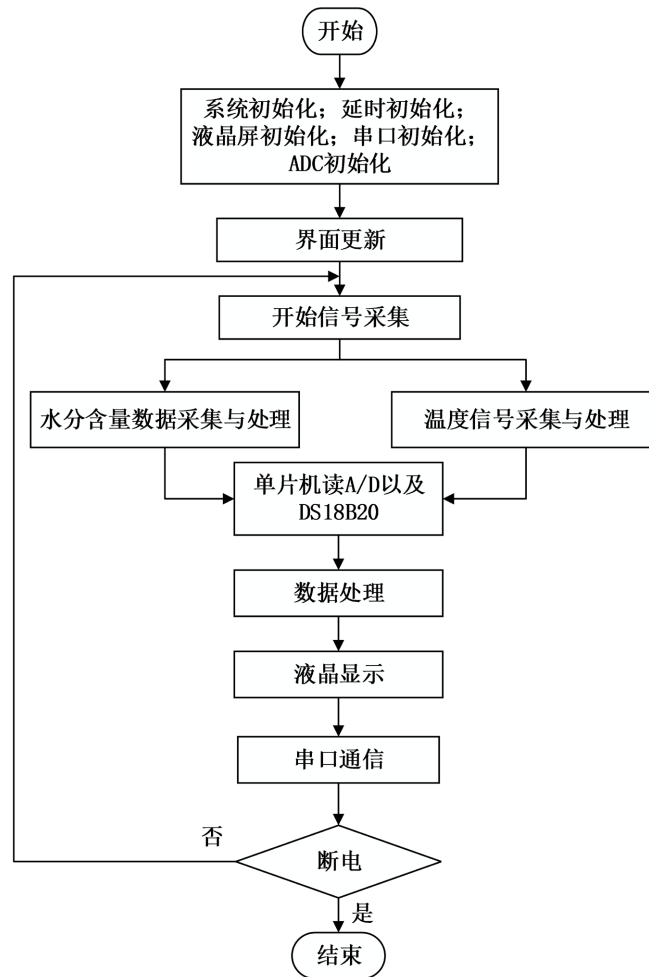 开始
系统初始化；延时初始化；
液晶屏初始化；串口初始化；
ADC初始化
界面更新
开始信号采集
水分含量数据采集与处理
温度信号采集与处理
单片机读A/D以及
DS18B20
数据处理
液晶显示
串口通信
否
断电
是
结束